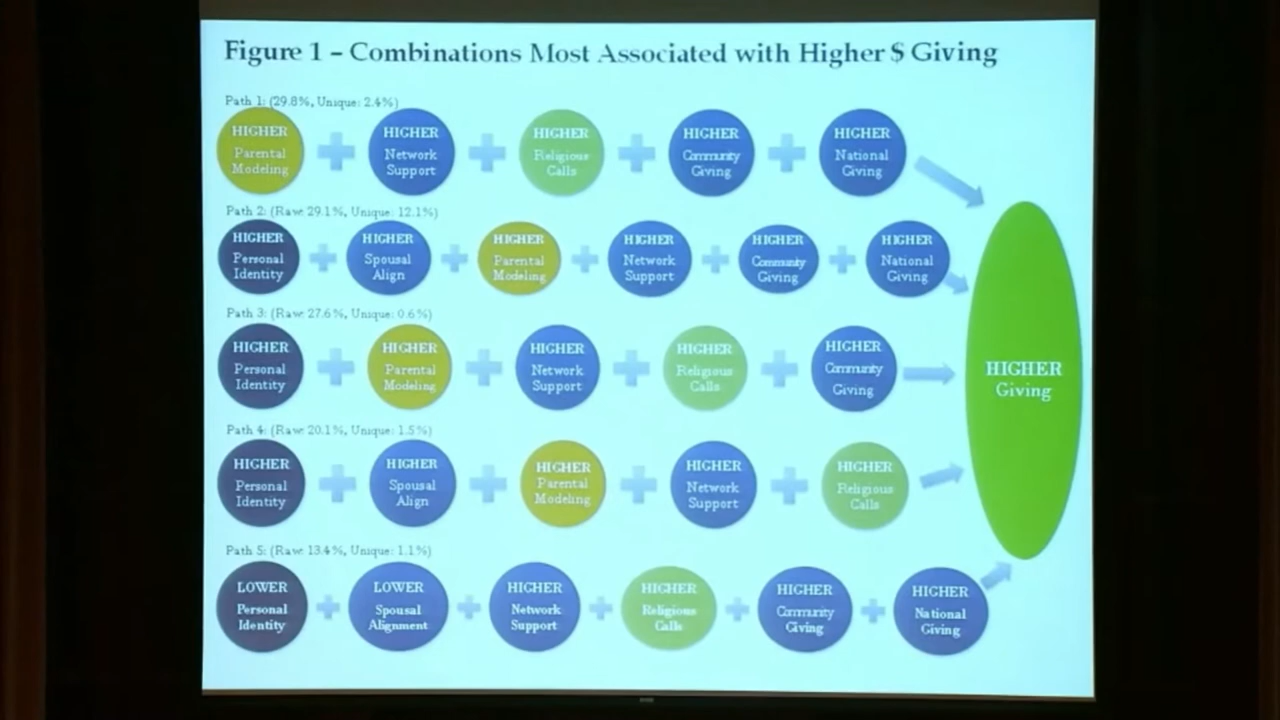 Figure 1 – Combinations Most Associated with Higher $ Giving
Path 1: (29.8%, Unique: 2.4%)
HIGHER
Parental
Modeling
HIGHER
Network
Support
HIGHER
Religious
Calls
HIGHER
Community
Giving
HIGHER
National
Giving
Path 2: (Raw: 29.1%, Unique: 12.1%)
HIGHER
Personal
Identity
HIGHER
Spousal
Align
HIGHER
Parental
Modeling
HIGHER
Network
Support
HIGHER
Community
Giving
HIGHER
National
Giving
Path 3: (Raw: 27.6%, Unique: 0.6%)
HIGHER
Personal
Identity
HIGHER
Parental
Modeling
HIGHER
Network
Support
HIGHER
Religious
Calls
HIGHER
Community
Giving
HIGHER
Giving
Path 4: (Raw: 20.1%, Unique: 1.5%)
HIGHER
Personal
Identity
HIGHER
Spousal
Align
HIGHER
Parental
Modeling
HIGHER
Network
Support
HIGHER
Religious
Calls
Path 5: (Raw: 13.4%, Unique: 1.1%)
LOWER
Personal
Identity
LOWER
Spousal
Alignment
HIGHER
Network
Support
HIGHER
Religious
Calls
HIGHER
Community
Giving
HIGHER
National
Giving